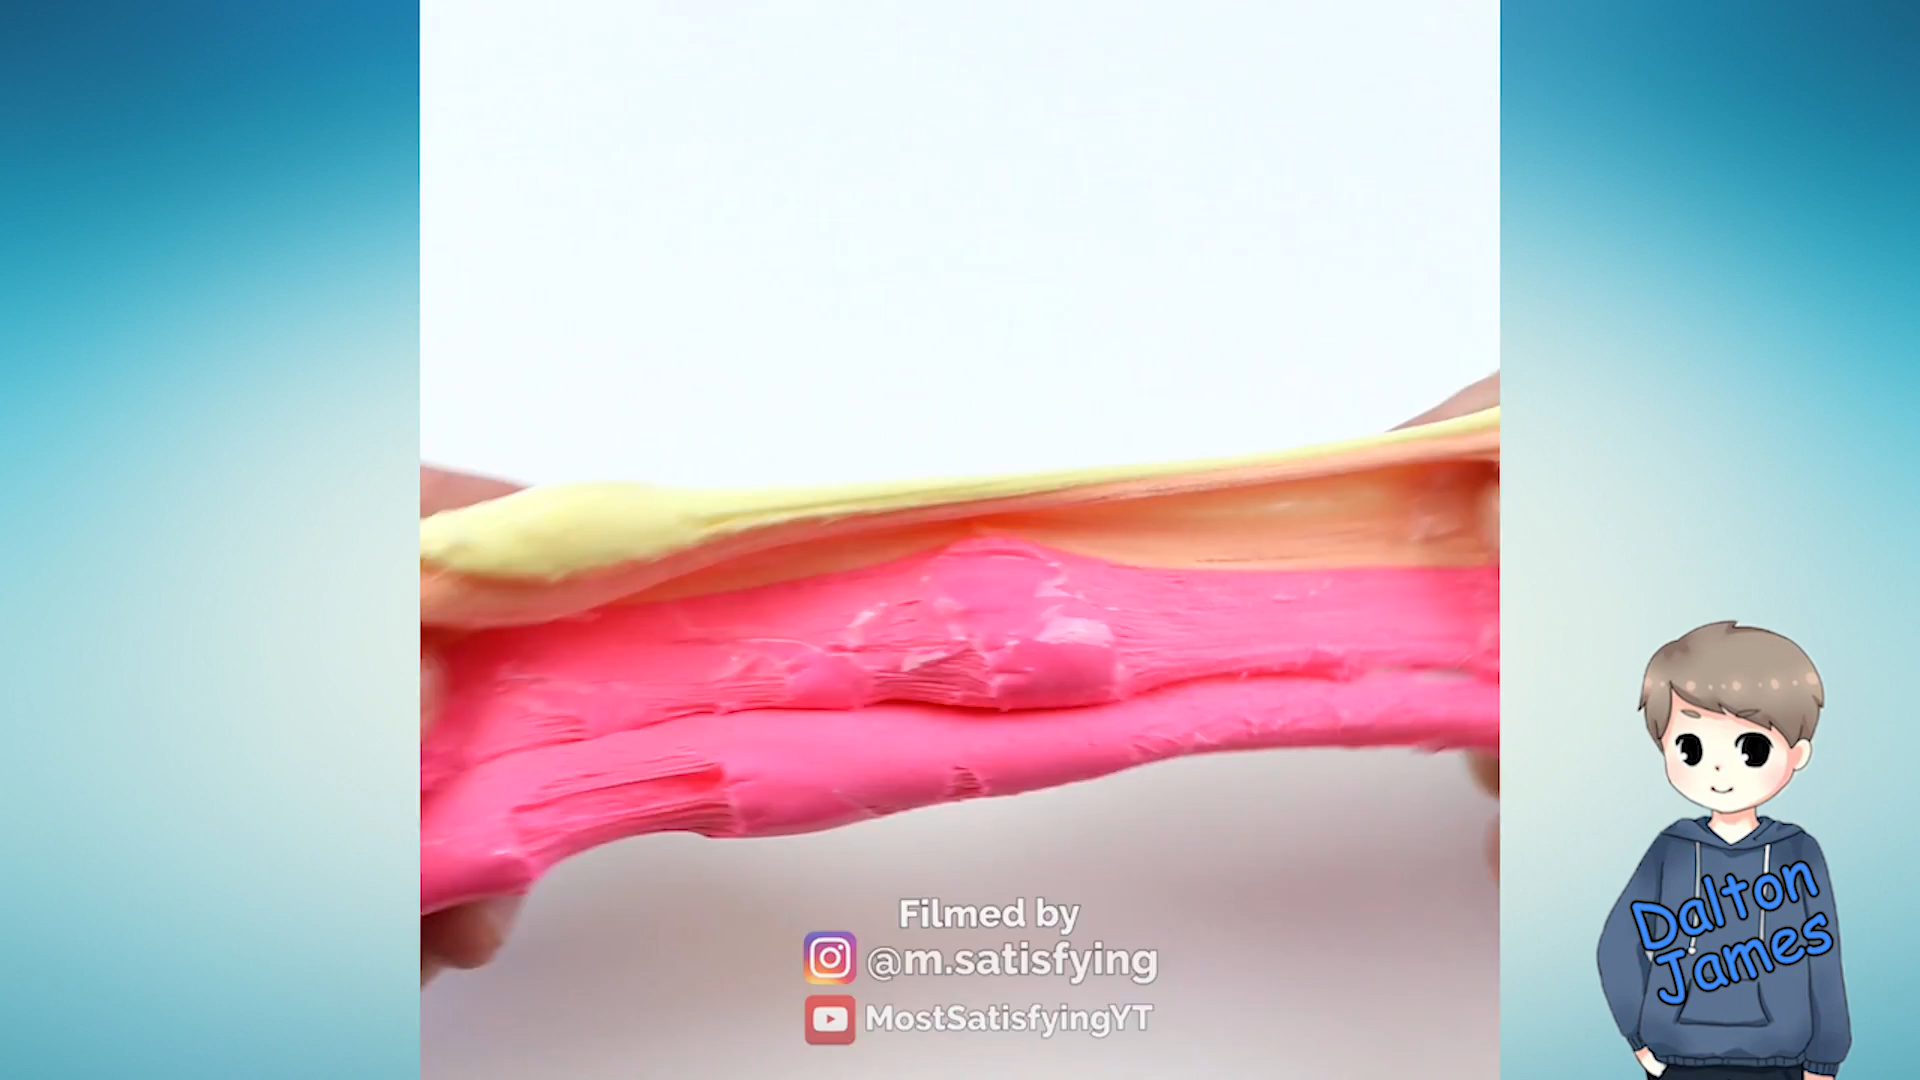 Filmed by
@m.satisfying
MostSatisfyingYT
Dalton
James